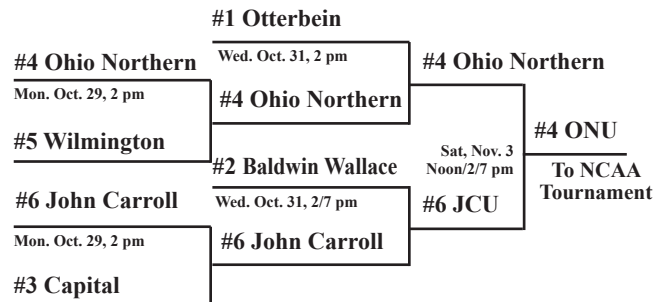 #1 Otterbein
#4 Ohio Northern
Wed. Oct. 31, 2 pm
#4 Ohio Northern
Mon. Oct. 29, 2 pm
#4 Ohio Northern
#5 Wilmington
#4 ONU
Sat, Nov. 3
Noon/2/7 pm
To NCAA
Tournament
#2 Baldwin Wallace
#6 John Carroll
Wed. Oct. 31, 2/7 pm
#6 JCU
Mon. Oct. 29, 2 pm
#6 John Carroll
#3 Capital